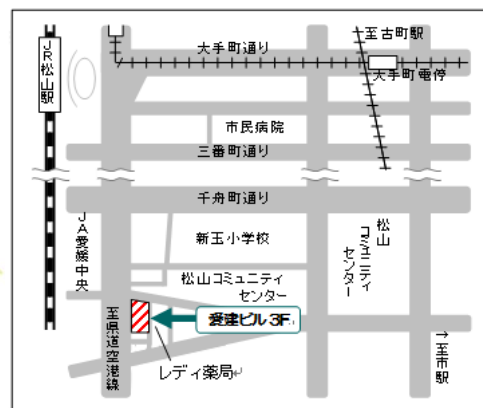 至古町駅
大手町通り
JR松山駅
大手町電停
市民病院
三番町通り
千舟町通り
JA愛媛中央
新玉小学校
松山
コミュニティ
センター
松山コミュニティ
センター
至県道空港線
愛建ビル3F
レディ薬局
→至市駅